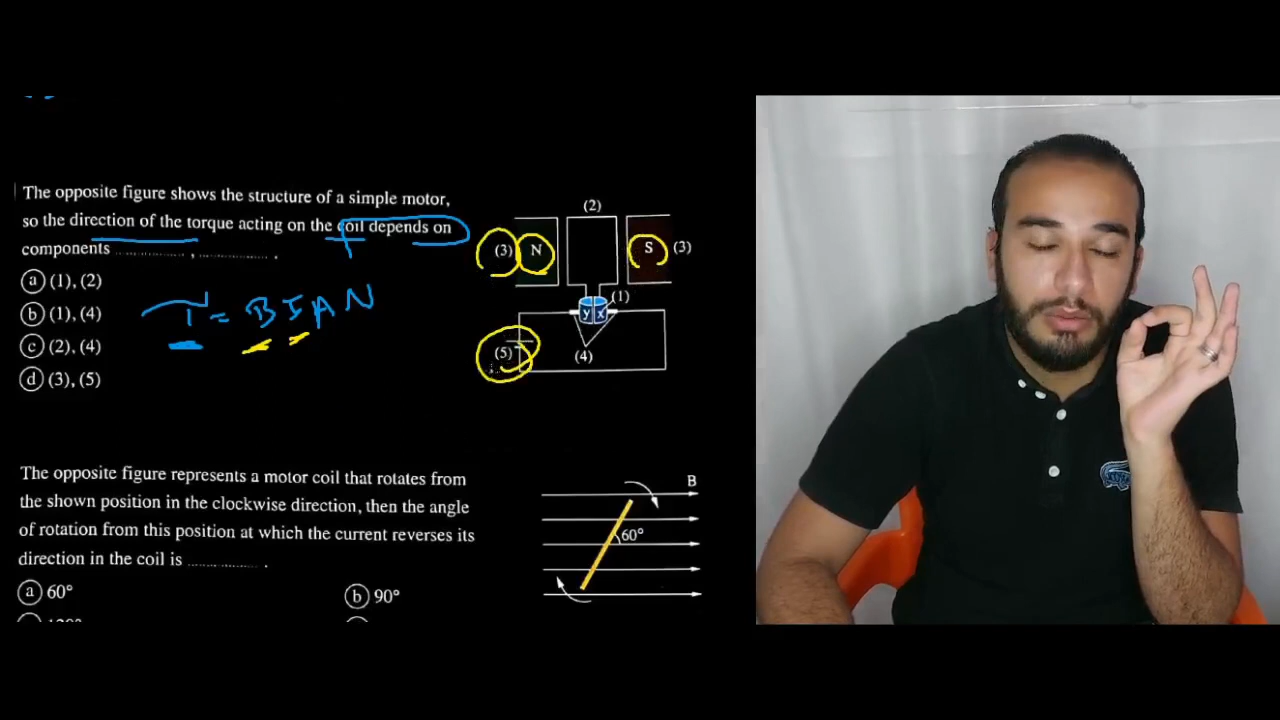 The opposite figure shows the structure of a simple motor,
so the direction of the torque acting on the coil depends on
components .................. , .................. .
a (1), (2)
b (1), (4)
c (2), (4)
d (3), (5)
τ = BIAN
(2)
(3) N
S (3)
(1)
y x
(5)
(4)
The opposite figure represents a motor coil that rotates from
the shown position in the clockwise direction, then the angle
of rotation from this position at which the current reverses its
direction in the coil is .................. .
a 60°
b 90°
B
60°